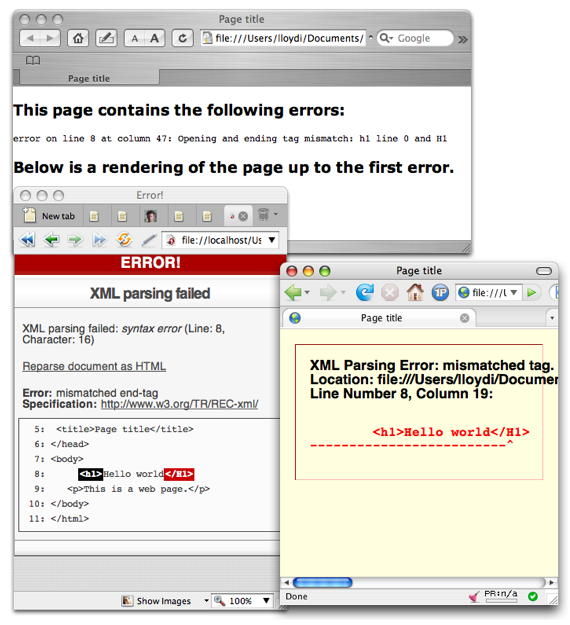 Page title
A A
file:///Users/lloydi/Documents/
Google
Page title
This page contains the following errors:
error on line 8 at column 47: Opening and ending tag mismatch: h1 line 0 and H1
Below is a rendering of the page up to the first error.
Error!
New tab
file://localhost/Us
ERROR!
XML parsing failed
XML parsing failed: syntax error (Line: 8,
Character: 16)
Reparse document as HTML
Error: mismatched end-tag
Specification: http://www.w3.org/TR/REC-xml/
5: <title>Page title</title>
6: </head>
7: <body>
8: <h1>Hello world</H1>
9: <p>This is a web page.</p>
10: </body>
11: </html>
Show Images
100%
Page title
1P
file:///U
Page title
XML Parsing Error: mismatched tag.
Location: file:///Users/lloydi/Documen
Line Number 8, Column 19:
<h1>Hello world</H1>
------------------------^
Done
PR:n/a